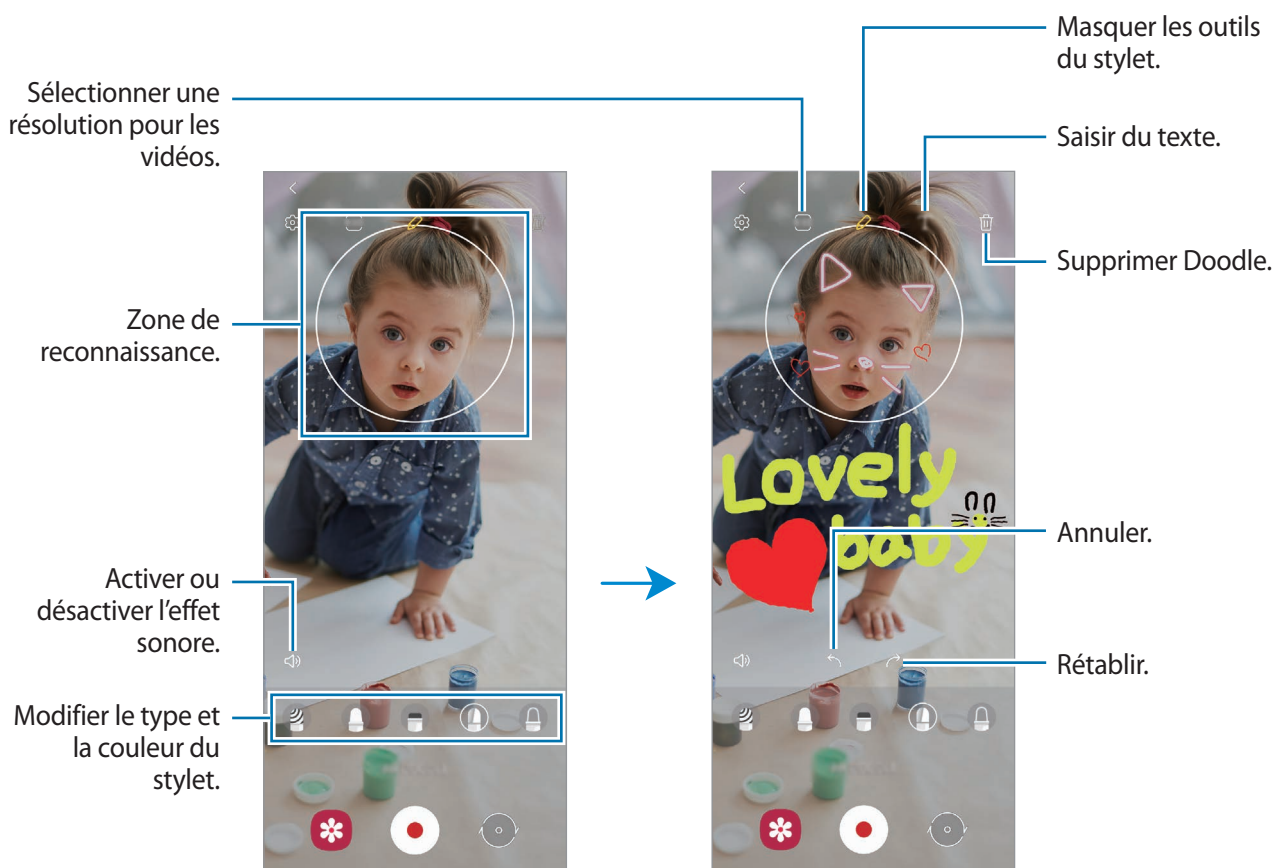 Masquer les outils
du stylet.
Sélectionner une
résolution pour les
vidéos.
Saisir du texte.
Supprimer Doodle.
Zone de
reconnaissance.
Lovely
baby
Annuler.
Activer ou
désactiver l'effet
sonore.
Rétablir.
Modifier le type et
la couleur du
stylet.